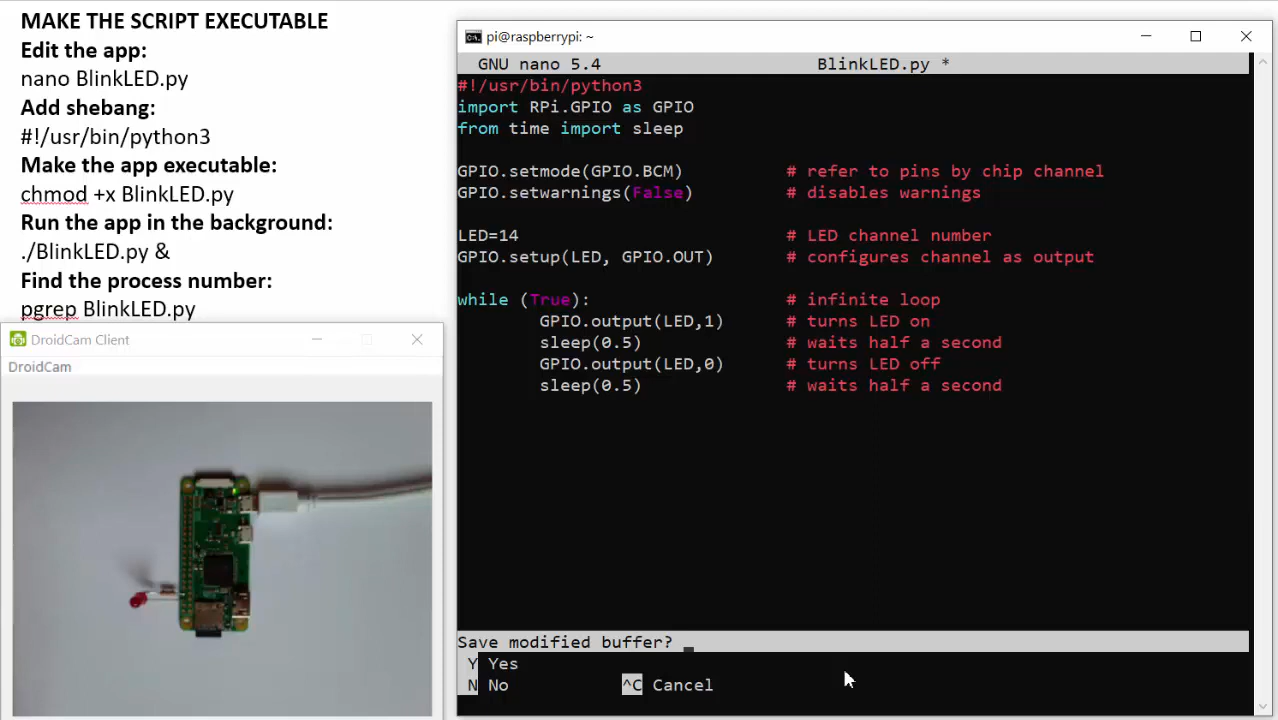 MAKE THE SCRIPT EXECUTABLE
Edit the app:
nano BlinkLED.py
Add shebang:
#!/usr/bin/python3
Make the app executable:
chmod +x BlinkLED.py
Run the app in the background:
./BlinkLED.py &
Find the process number:
pgrep BlinkLED.py
DroidCam Client
DroidCam
pi@raspberrypi: ~
GNU nano 5.4 BlinkLED.py *
#!/usr/bin/python3
import RPi.GPIO as GPIO
from time import sleep
GPIO.setmode(GPIO.BCM) # refer to pins by chip channel
GPIO.setwarnings(False) # disables warnings
LED=14 # LED channel number
GPIO.setup(LED, GPIO.OUT) # configures channel as output
while (True): # infinite loop
GPIO.output(LED,1) # turns LED on
sleep(0.5) # waits half a second
GPIO.output(LED,0) # turns LED off
sleep(0.5) # waits half a second
Save modified buffer?
Y Yes
N No ^C Cancel